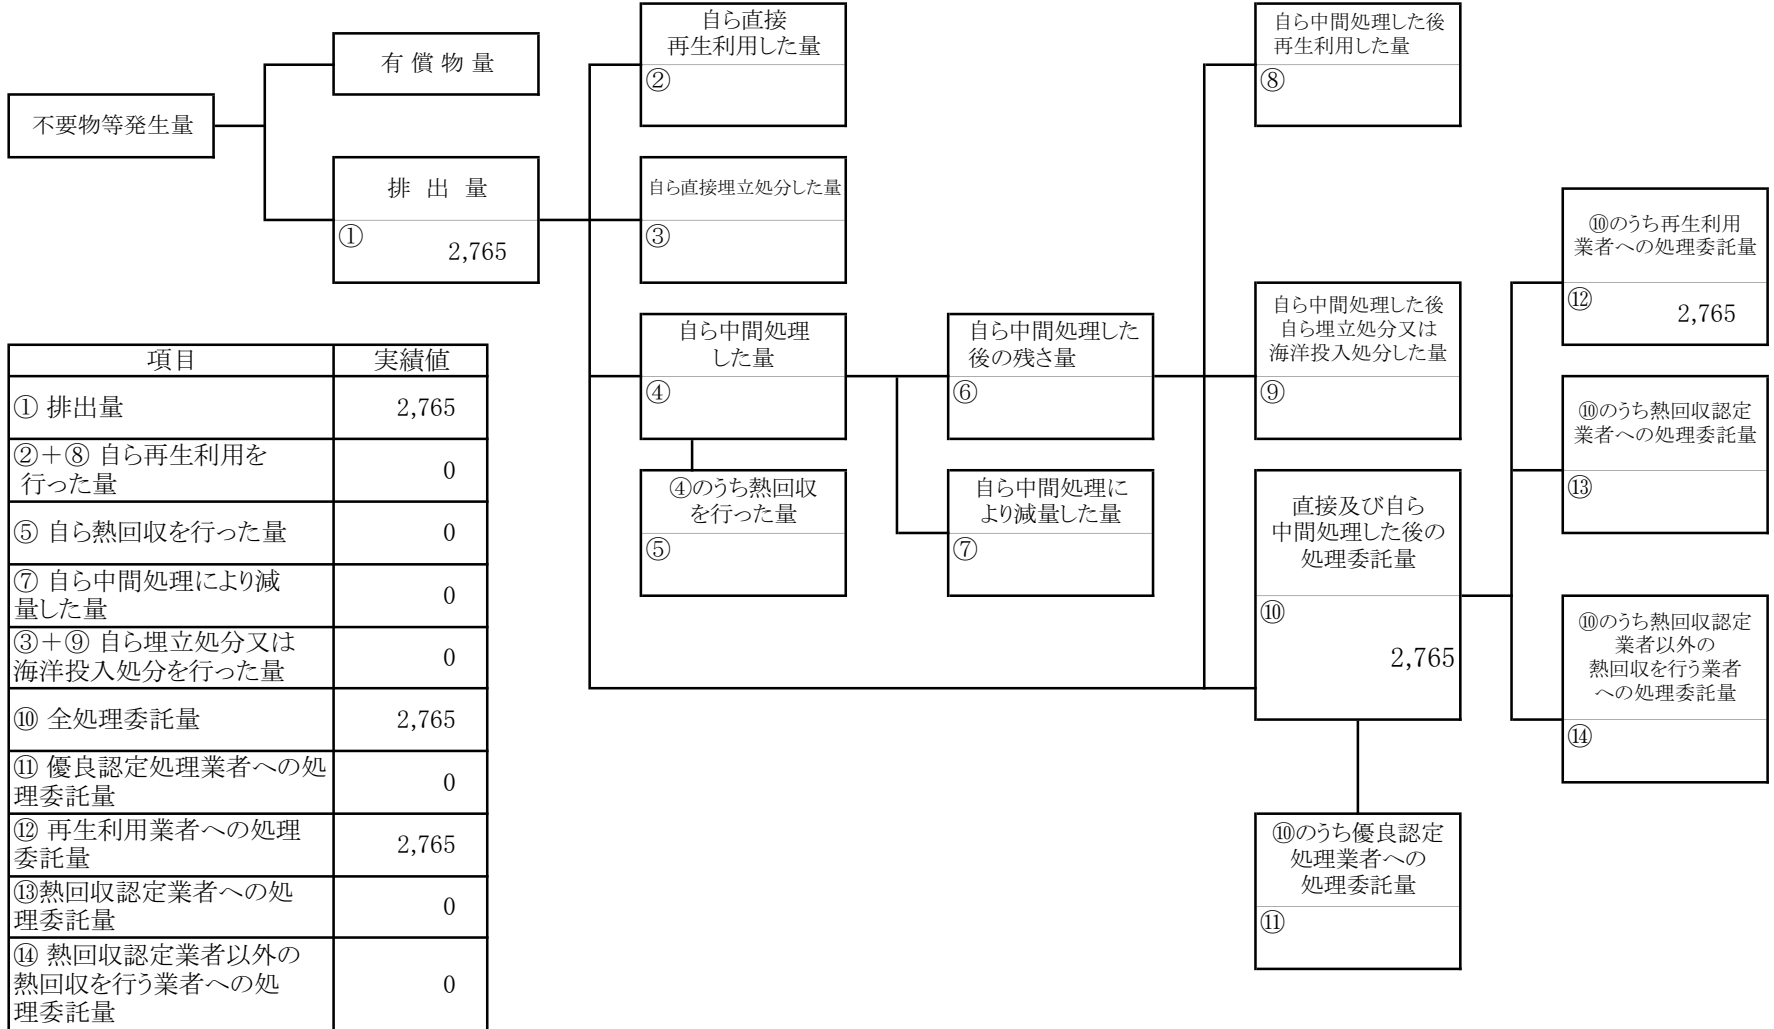 自ら直接
再生利用した量
②
自ら中間処理した後
再生利用した量
⑧
有 償 物 量
不要物等発生量
排 出 量
①
2,765
自ら直接埋立処分した量
③
⑩のうち再生利用
業者への処理委託量
⑫
2,765
自ら中間処理
した量
④
自ら中間処理した
後の残さ量
⑥
自ら中間処理した後
自ら埋立処分又は
海洋投入処分した量
⑨
⑩のうち熱回収認定
業者への処理委託量
⑬
④のうち熱回収
を行った量
⑤
自ら中間処理に
より減量した量
⑦
直接及び自ら
中間処理した後の
処理委託量
⑩
2,765
⑩のうち熱回収認定
業者以外の
熱回収を行う業者
への処理委託量
⑭
⑩のうち優良認定
処理業者への
処理委託量
⑪
項目 実績値
① 排出量 2,765
②+⑧ 自ら再生利用を
行った量 0
⑤ 自ら熱回収を行った量 0
⑦ 自ら中間処理により減
量した量 0
③+⑨ 自ら埋立処分又は
海洋投入処分を行った量 0
⑩ 全処理委託量 2,765
⑪ 優良認定処理業者への処
理委託量 0
⑫ 再生利用業者への処理
委託量 2,765
⑬熱回収認定業者への処
理委託量 0
⑭ 熱回収認定業者以外の
熱回収を行う業者への処 0
理委託量